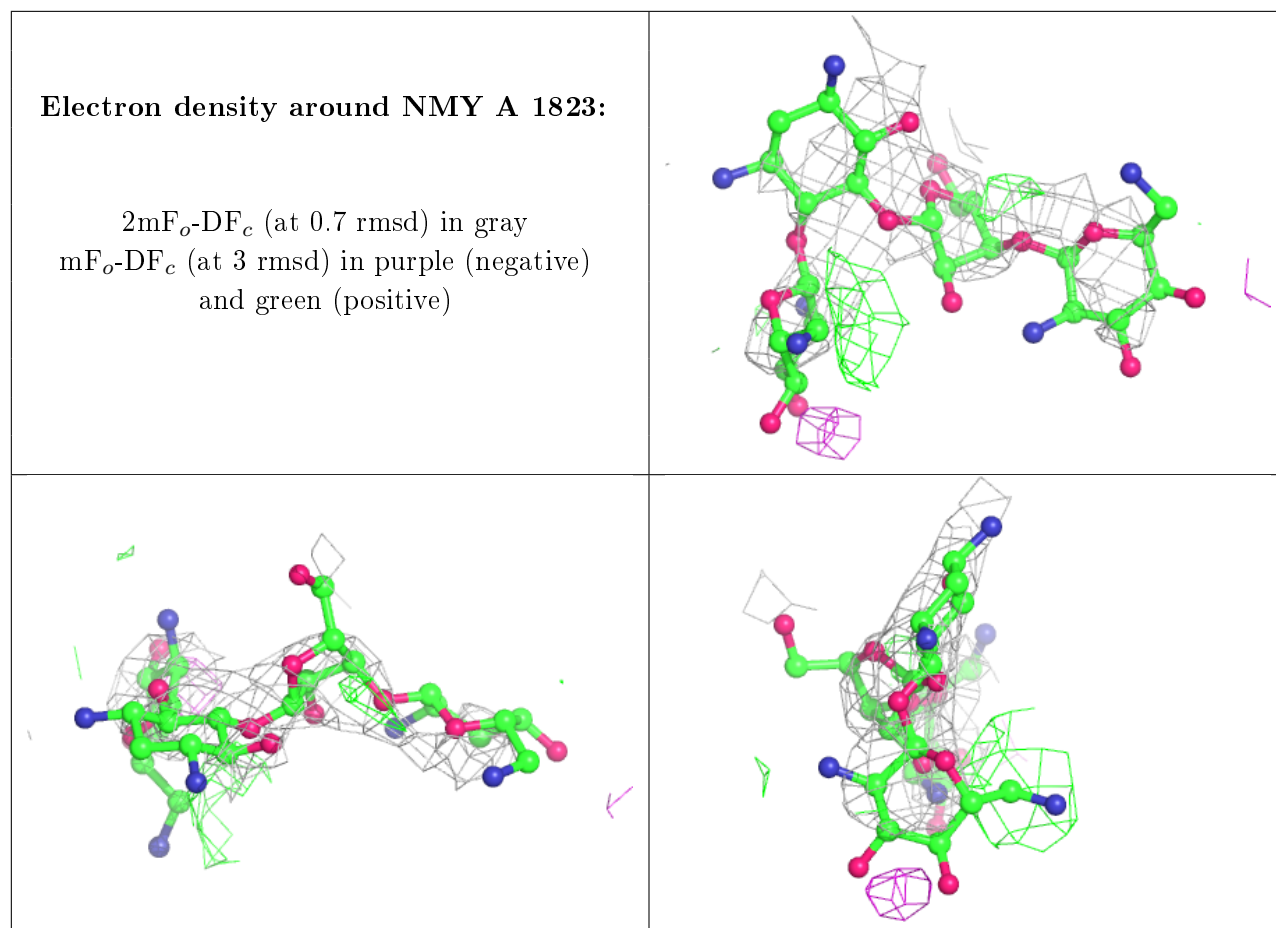 Electron density around NMY A 1823:
2mFₒ-DF𝒸 (at 0.7 rmsd) in gray
mFₒ-DF𝒸 (at 3 rmsd) in purple (negative)
and green (positive)